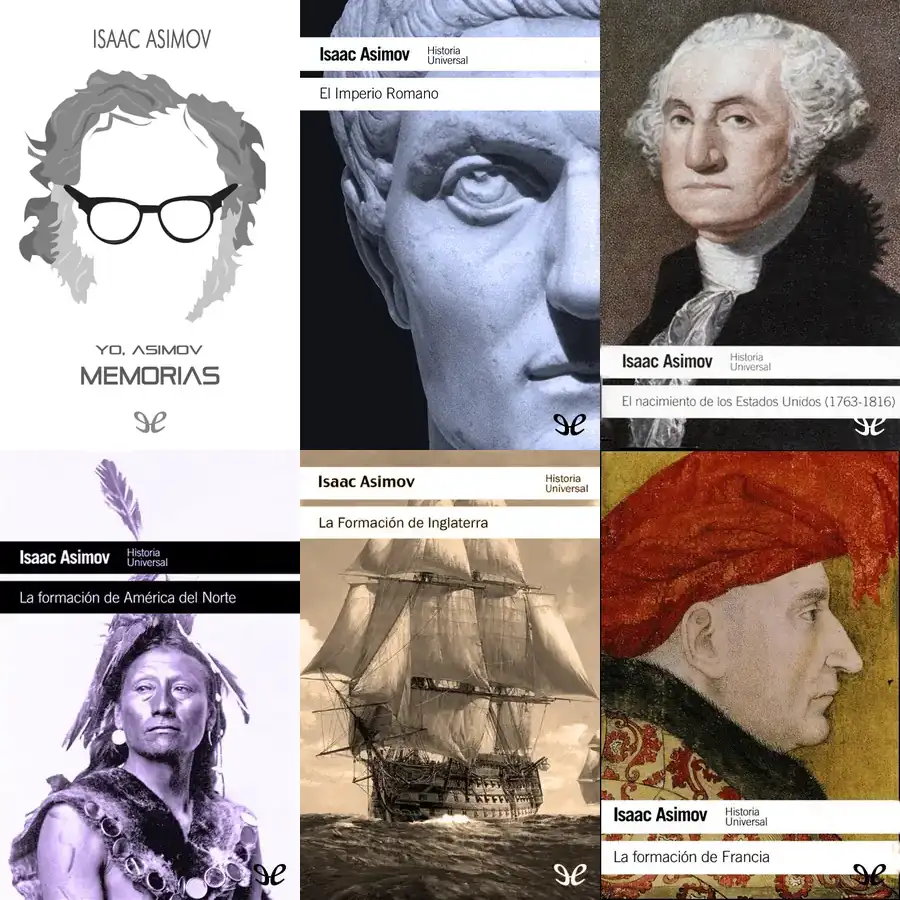 ISAAC ASIMOV
YO, ASIMOV
MEMORIAS
Isaac Asimov
Historia
Universal
El Imperio Romano
Isaac Asimov
Historia
Universal
El nacimiento de los Estados Unidos (1763-1816)
Isaac Asimov
Historia
Universal
La formación de América del Norte
Isaac Asimov
Historia
Universal
La Formación de Inglaterra
Isaac Asimov
Historia
Universal
La formación de Francia